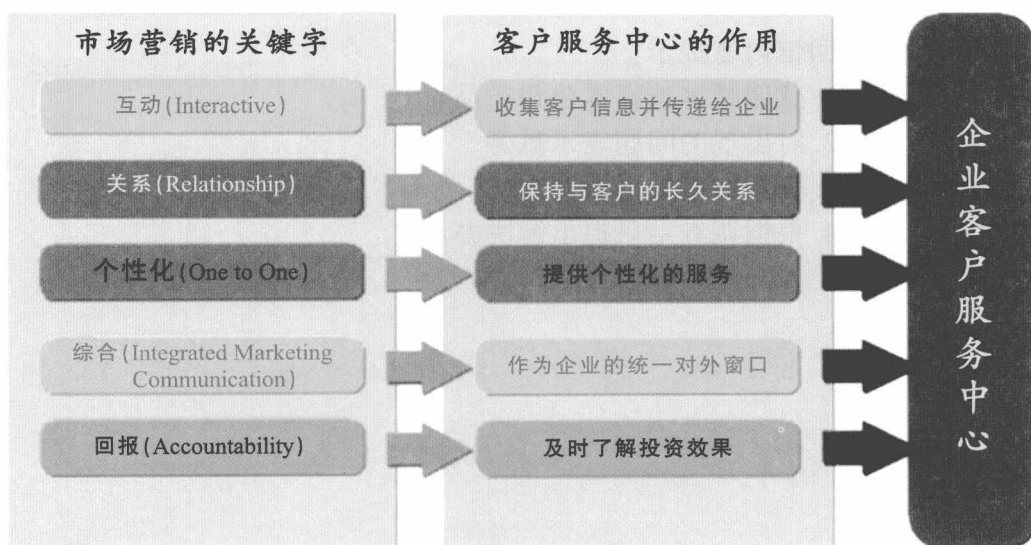 市场营销的关键字
客户服务中心的作用
互动(Interactive)
收集客户信息并传递给企业
关系(Relationship)
保持与客户的长久关系
个性化(One to One)
提供个性化的服务
综合(Integrated Marketing
Communication)
作为企业的统一对外窗口
回报(Accountability)
及时了解投资效果
企业客户服务中心